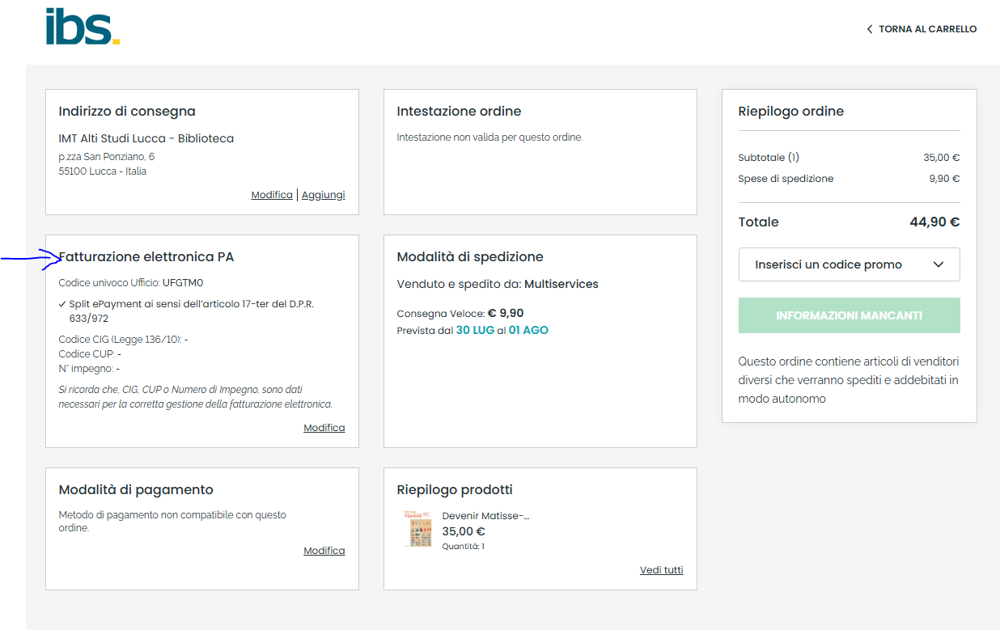 ibs.
TORNA AL CARRELLO
Indirizzo di consegna
IMT Alti Studi Lucca - Biblioteca
p.zza San Ponziano, 6
55100 Lucca - Italia
Modifica | Aggiungi
Intestazione ordine
Intestazione non valida per questo ordine.
Riepilogo ordine
Subtotale (1) 35,00 €
Spese di spedizione 9,90 €
Totale 44,90 €
Inserisci un codice promo
INFORMAZIONI MANCANTI
Questo ordine contiene articoli di venditori
diversi che verranno spediti e addebitati in
modo autonomo
Fatturazione elettronica PA
Codice univoco Ufficio: UFGTM0
✓ Split ePayment ai sensi dell'articolo 17-ter del D.P.R.
633/972
Codice CIG (Legge 136/10): -
Codice CUP: -
N° impegno: -
Si ricorda che, CIG, CUP o Numero di Impegno, sono dati
necessari per la corretta gestione della fatturazione elettronica.
Modifica
Modalità di spedizione
Venduto e spedito da: Multiservices
Consegna Veloce: € 9,90
Prevista dal 30 LUG al 01 AGO
Modalità di pagamento
Metodo di pagamento non compatibile con questo
ordine.
Modifica
Riepilogo prodotti
Devenir Matisse-...
35,00 €
Quantità: 1
Vedi tutti